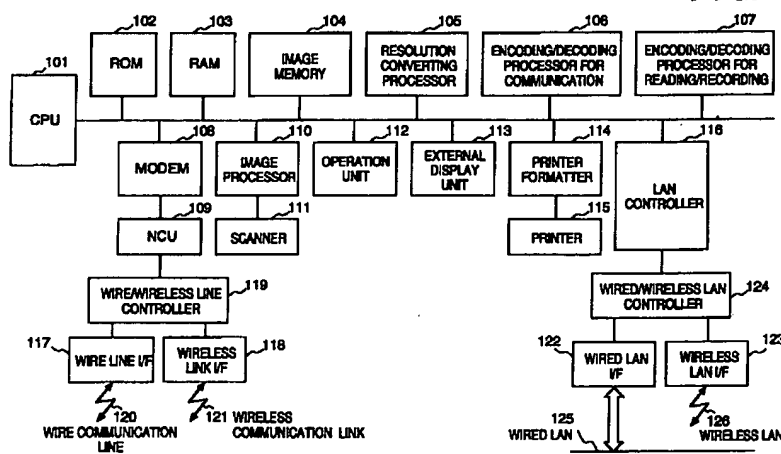 101
CPU
102
ROM
103
RAM
104
IMAGE
MEMORY
105
RESOLUTION
CONVERTING
PROCESSOR
106
ENCODING/DECODING
PROCESSOR FOR
COMMUNICATION
107
ENCODING/DECODING
PROCESSOR FOR
READING/RECORDING
108
MODEM
110
IMAGE
PROCESSOR
112
OPERATION
UNIT
113
EXTERNAL
DISPLAY
UNIT
114
PRINTER
FORMATTER
116
LAN
CONTROLLER
109
NCU
111
SCANNER
115
PRINTER
119
WIRE/WIRELESS LINE
CONTROLLER
124
WIRED/WIRELESS LAN
CONTROLLER
117
WIRE LINE I/F
118
WIRELESS
LINK I/F
122
WIRED LAN
I/F
123
WIRELESS
LAN I/F
120
WIRE COMMUNICATION
LINE
121
WIRELESS
COMMUNICATION LINK
125
WIRED LAN
126
WIRELESS LAN